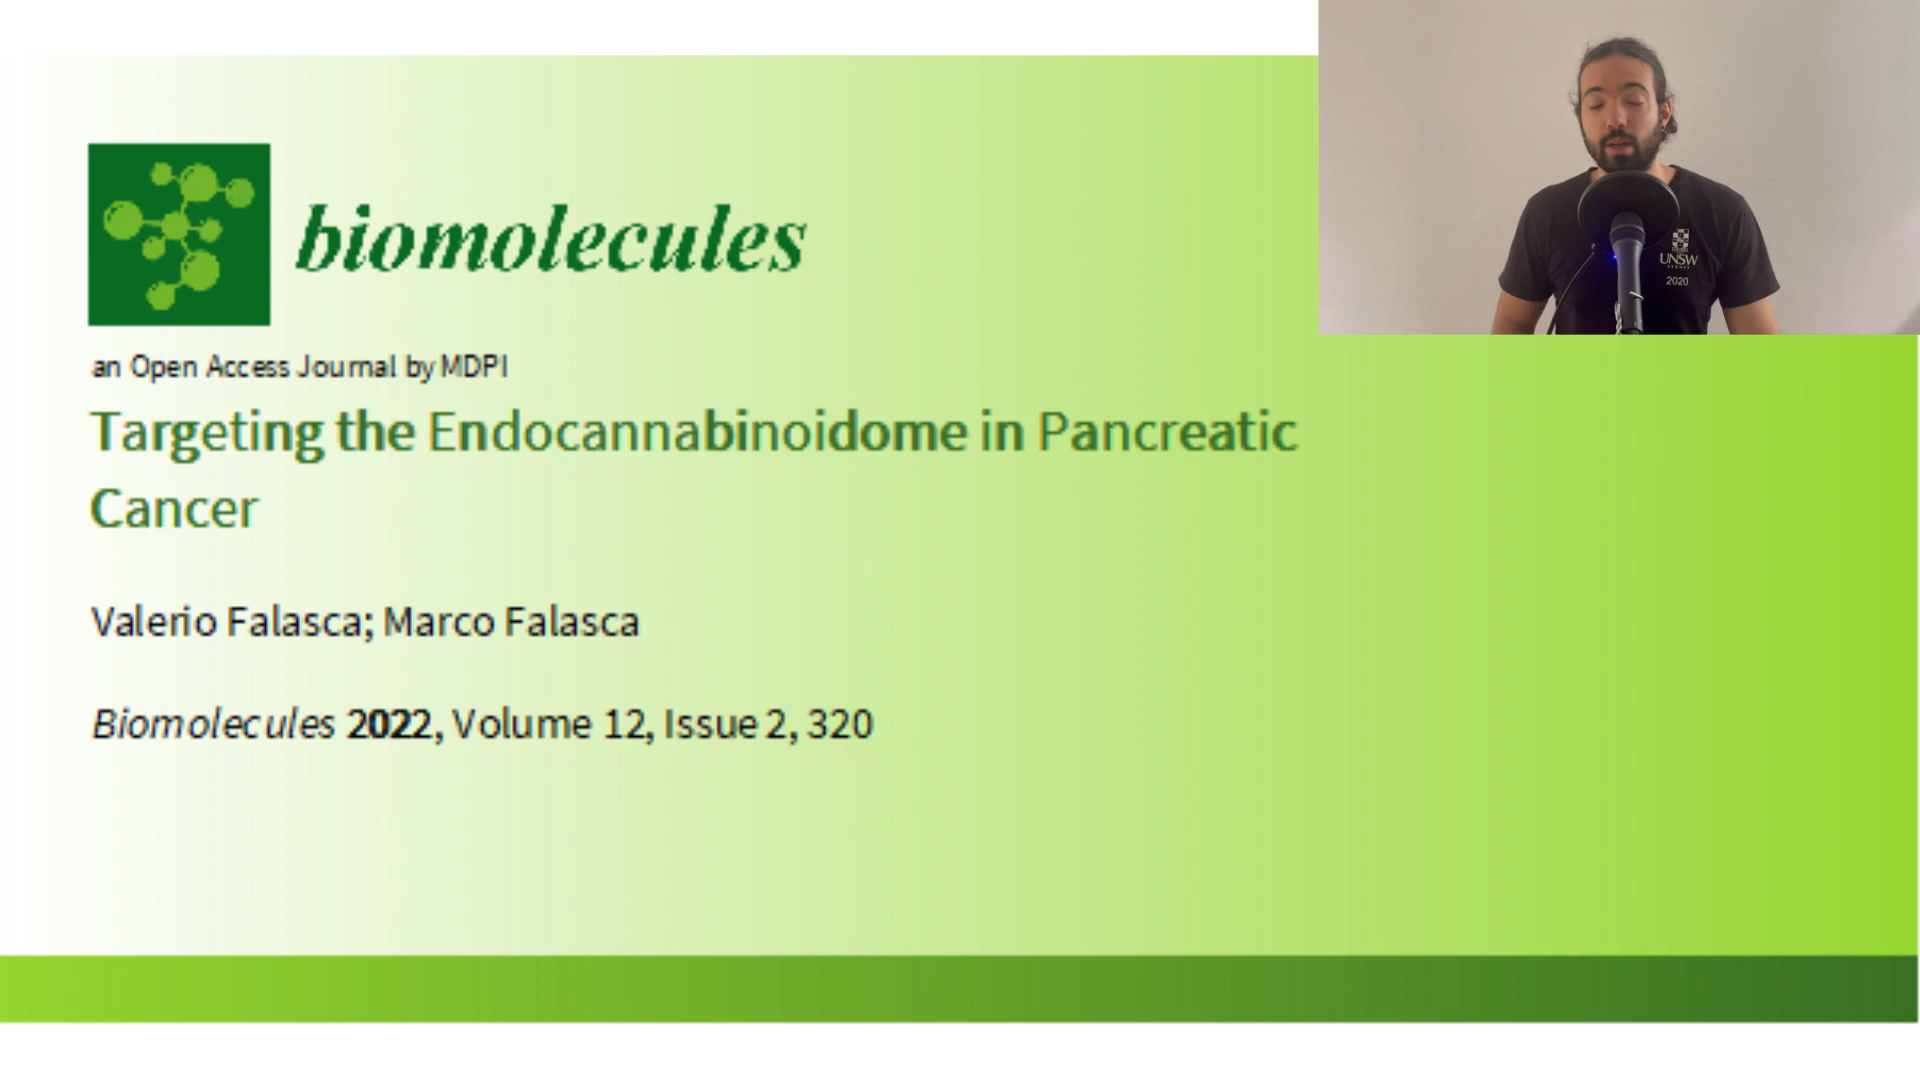 biomolecules
an Open Access Journal by MDPI
Targeting the Endocannabinoidome in Pancreatic
Cancer
Valerio Falasca; Marco Falasca
Biomolecules 2022, Volume 12, Issue 2, 320
UNSW
SYDNEY
2020